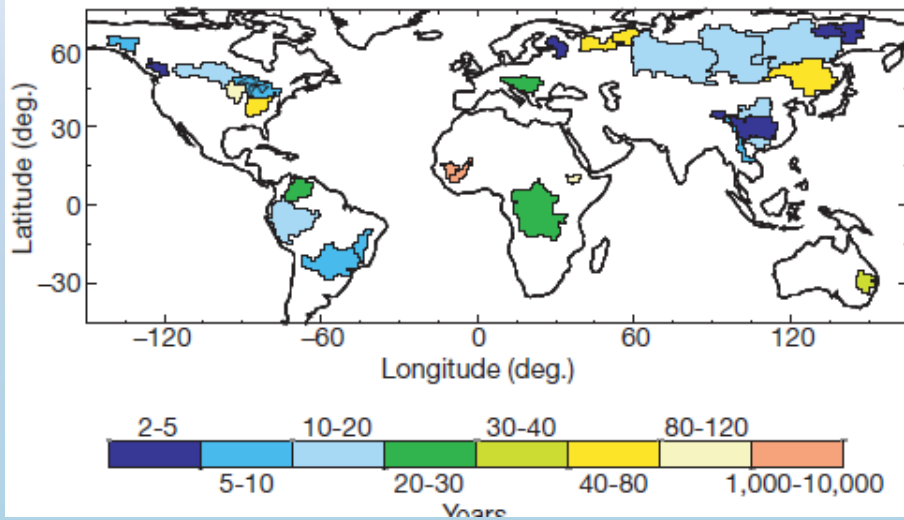 60
30
0
−30
Latitude (deg.)
−120 −60 0 60 120
Longitude (deg.)
2-5 10-20 30-40 80-120
5-10 20-30 40-80 1,000-10,000
Years